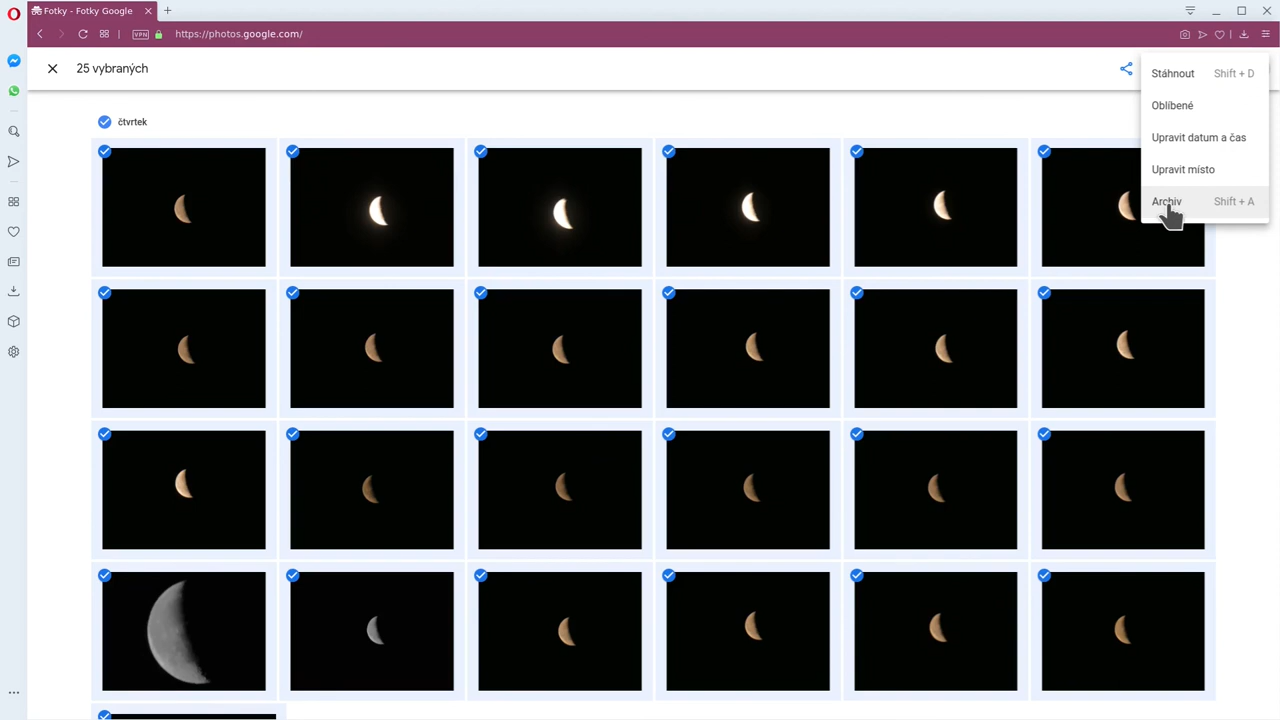 Fotky - Fotky Google
VPN
https://photos.google.com/
25 vybraných
Stáhnout Shift + D
Oblíbené
Upravit datum a čas
Upravit místo
Archiv Shift + A
čtvrtek